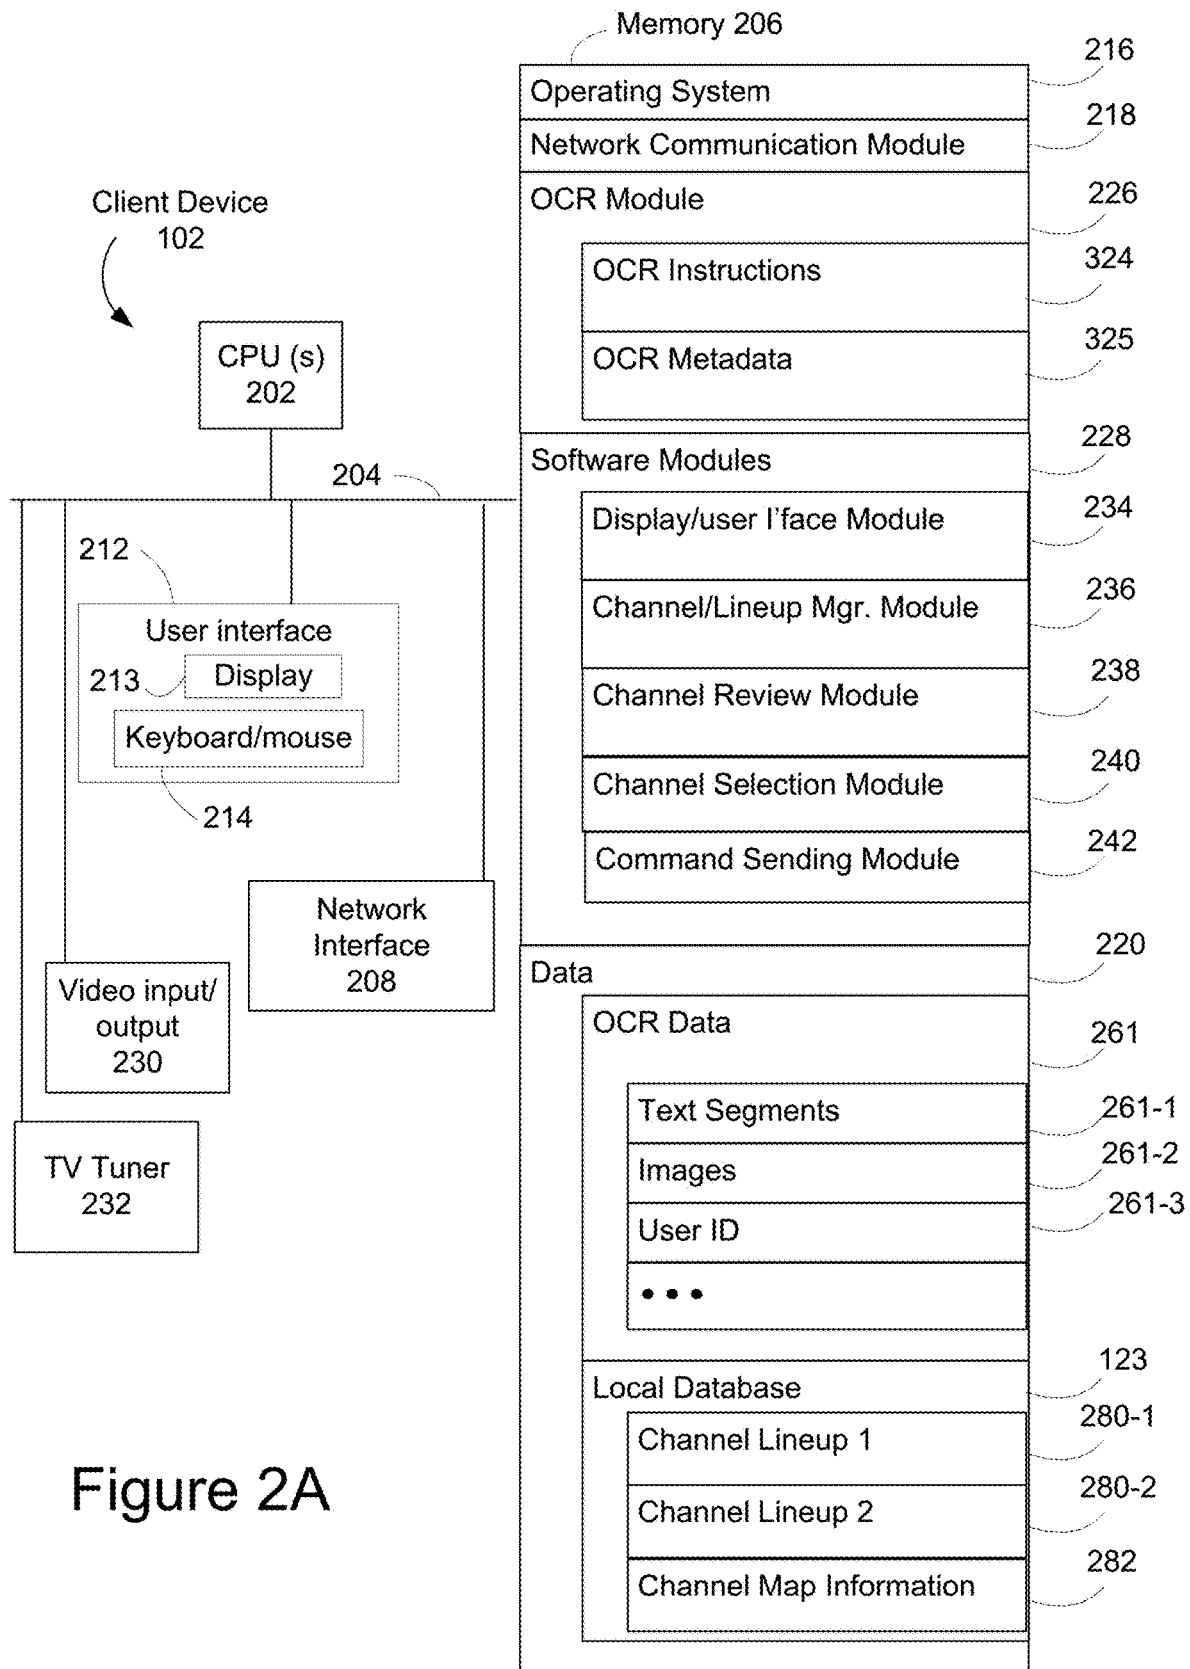 Memory 206
216
Operating System
218
Network Communication Module
226
OCR Module
Client Device
102
324
OCR Instructions
325
OCR Metadata
CPU (s)
202
228
Software Modules
204
234
Display/user I'face Module
212
236
Channel/Lineup Mgr. Module
User interface
213
Display
238
Channel Review Module
Keyboard/mouse
240
Channel Selection Module
214
242
Command Sending Module
Network
Interface
208
220
Data
Video input/
output
230
261
OCR Data
261-1
Text Segments
261-2
Images
TV Tuner
232
261-3
User ID
• • •
123
Local Database
280-1
Channel Lineup 1
280-2
Channel Lineup 2
282
Channel Map Information
Figure 2A